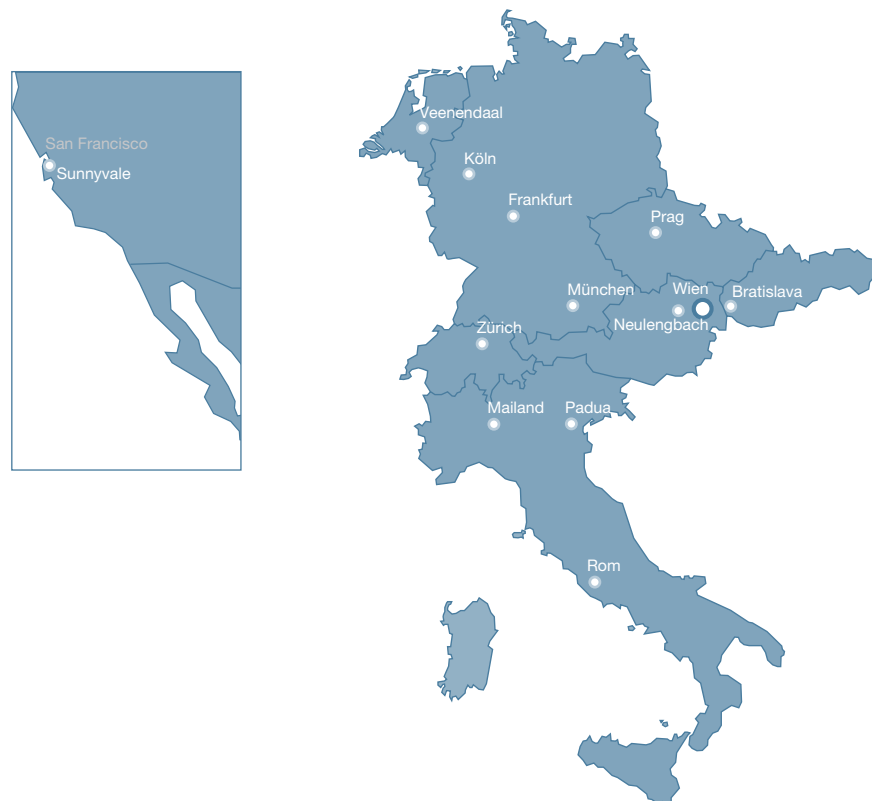 San Francisco
Sunnyvale
Veenendaal
Köln
Frankfurt
Prag
München
Wien
Bratislava
Neulengbach
Zürich
Mailand
Padua
Rom